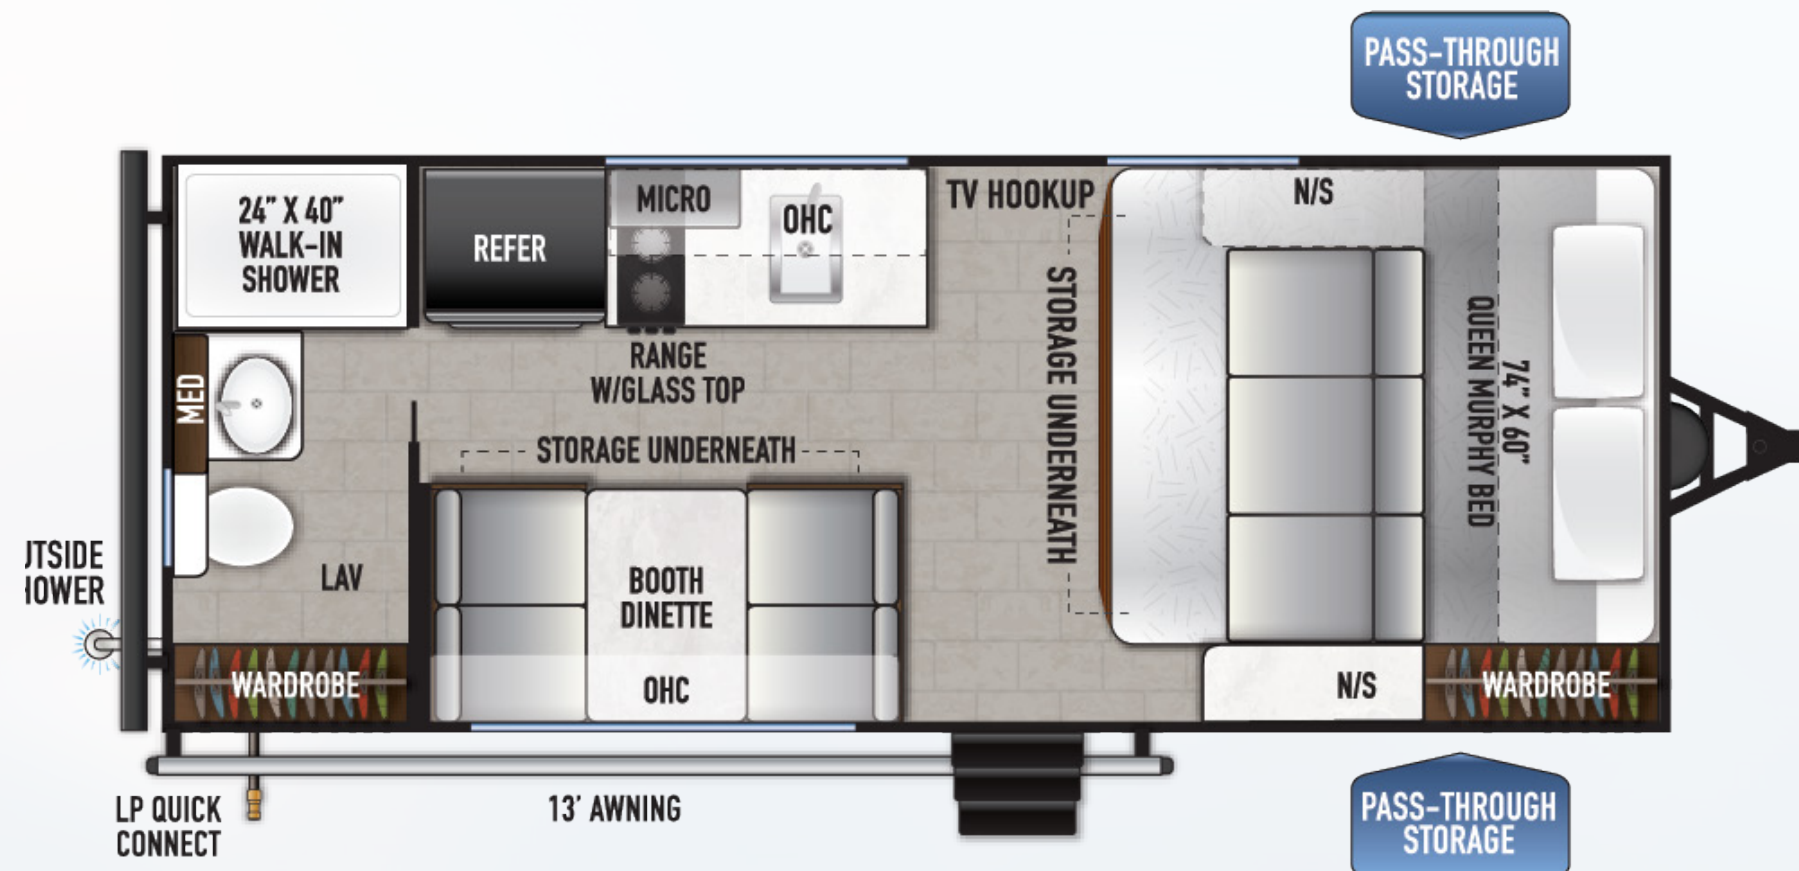 PASS-THROUGH
STORAGE
24" X 40"
WALK-IN
SHOWER
REFER
MICRO
OHC
TV HOOKUP
N/S
RANGE
W/GLASS TOP
MED
STORAGE UNDERNEATH
STORAGE UNDERNEATH
QUEEN MURPHY BED
74" X 60"
UTSIDE
HOWER
LAV
BOOTH
DINETTE
OHC
WARDROBE
N/S
WARDROBE
LP QUICK
CONNECT
13' AWNING
PASS-THROUGH
STORAGE